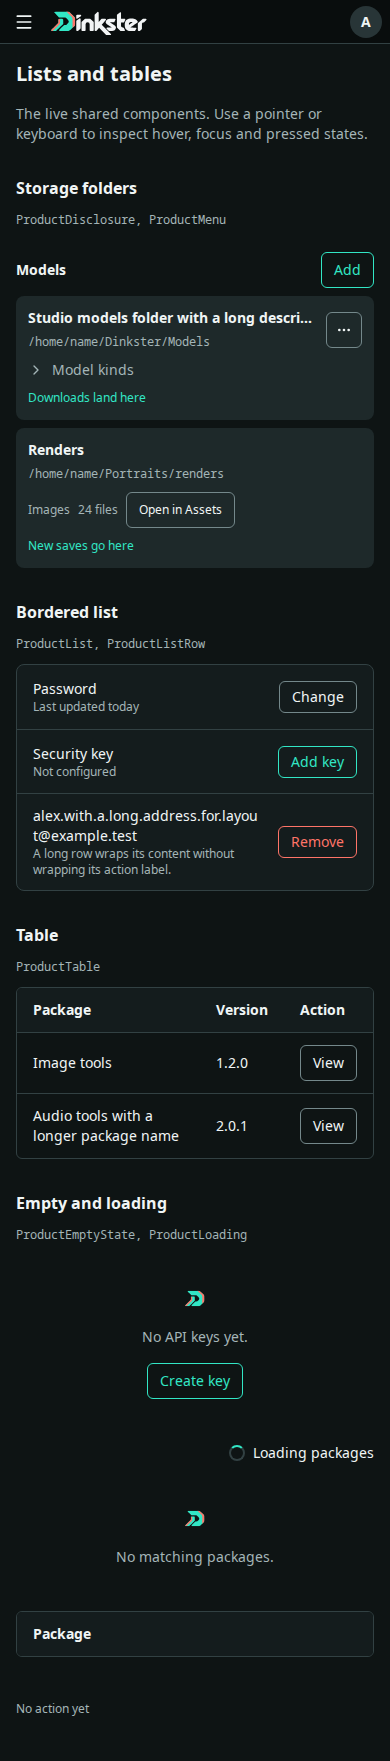 Dinkster
A
Lists and tables
The live shared components. Use a pointer or
keyboard to inspect hover, focus and pressed states.
Storage folders
ProductDisclosure, ProductMenu
Models
Add
Studio models folder with a long descri...
/home/name/Dinkster/Models
Model kinds
Downloads land here
Renders
/home/name/Portraits/renders
Images 24 files Open in Assets
New saves go here
Bordered list
ProductList, ProductListRow
Password
Last updated today
Change
Security key
Not configured
Add key
alex.with.a.long.address.for.layou
t@example.test
A long row wraps its content without
wrapping its action label.
Remove
Table
ProductTable
Package Version Action
Image tools 1.2.0 View
Audio tools with a
longer package name
2.0.1 View
Empty and loading
ProductEmptyState, ProductLoading
No API keys yet.
Create key
Loading packages
No matching packages.
Package
No action yet